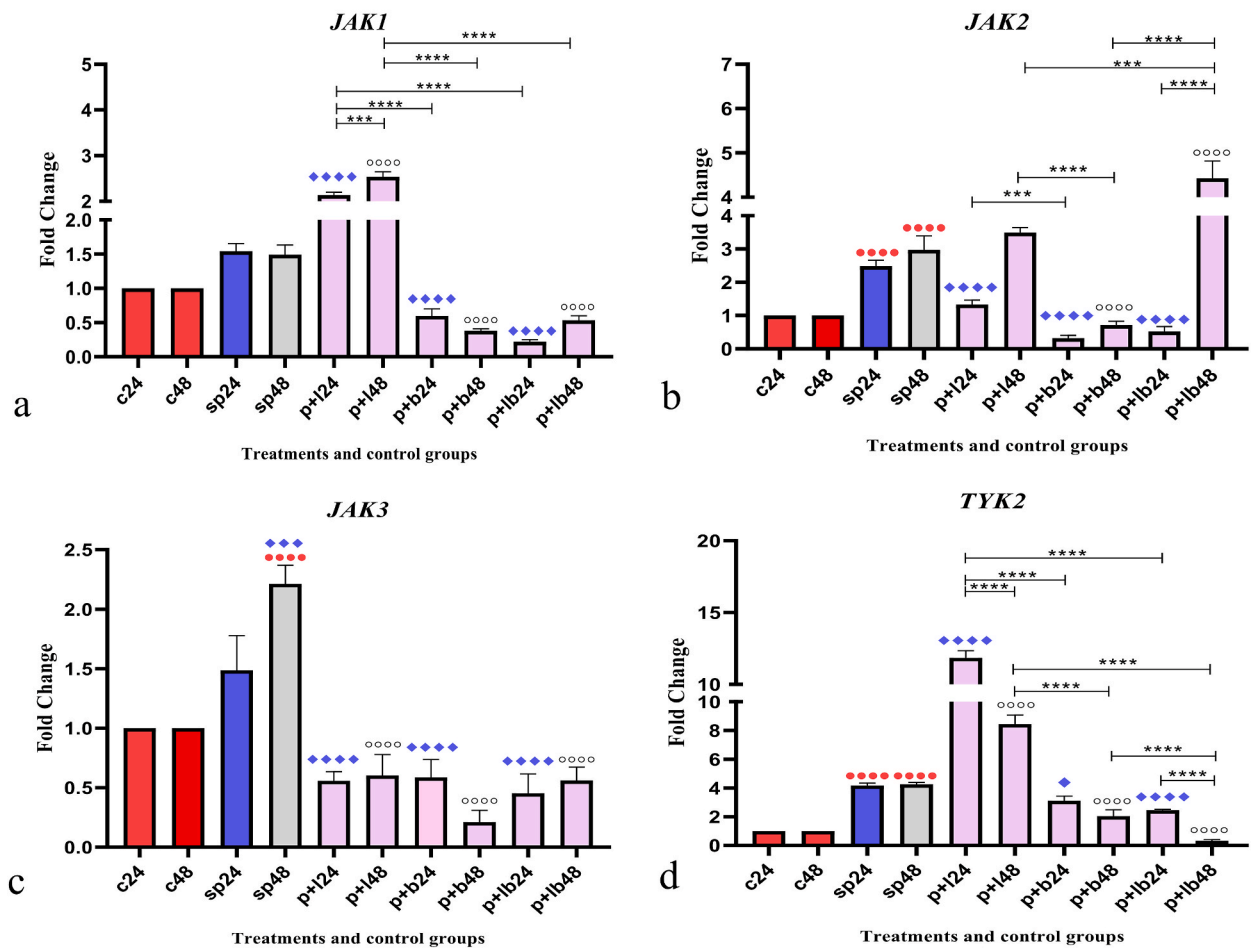 JAK1
****
****
****
****
***
5
4
3
2
2.0
1.5
1.0
0.5
0.0
Fold Change
c24
c48
sp24
sp48
p+l24
p+l48
p+b24
p+b48
p+lb24
p+lb48
Treatments and control groups
a
JAK2
****
***
****
****
***
7
6
5
4
4
3
2
1
0
Fold Change
c24
c48
sp24
sp48
p+l24
p+l48
p+b24
p+b48
p+lb24
p+lb48
Treatments and control groups
b
JAK3
2.5
2.0
1.5
1.0
0.5
0.0
Fold Change
c24
c48
sp24
sp48
p+l24
p+l48
p+b24
p+b48
p+lb24
p+lb48
Treatments and control groups
c
TYK2
****
****
****
****
****
****
****
20
15
10
10
8
6
4
2
0
Fold Change
c24
c48
sp24
sp48
p+l24
p+l48
p+b24
p+b48
p+lb24
p+lb48
Treatments and control groups
d